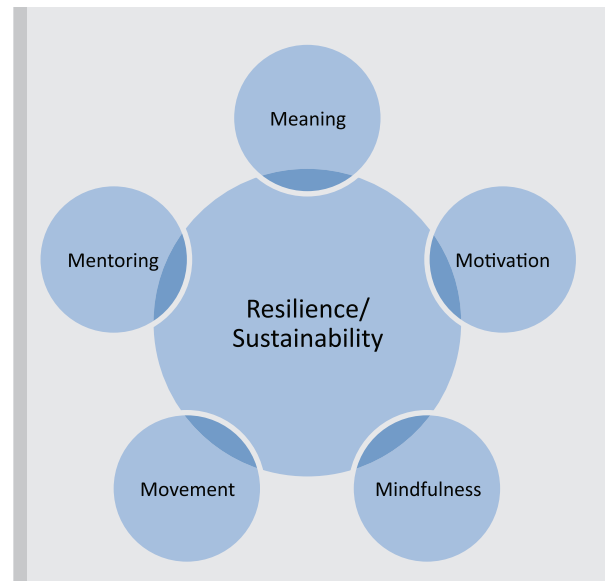 Meaning
Mentoring
Motivation
Resilience/
Sustainability
Movement
Mindfulness